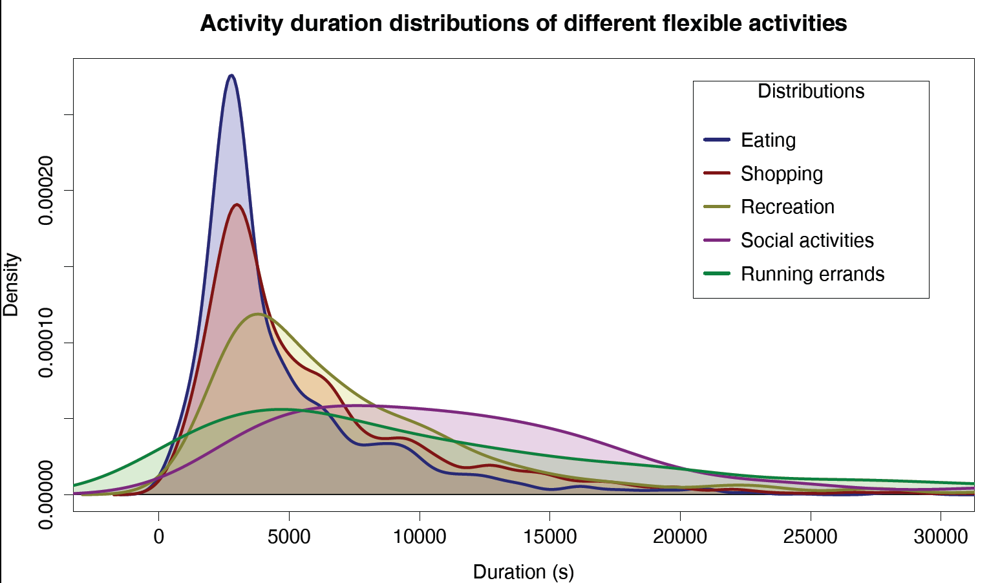 Activity duration distributions of different flexible activities
Distributions
Eating
Shopping
Recreation
Social activities
Running errands
Density
0.00020
0.00010
0.00000
0 5000 10000 15000 20000 25000 30000
Duration (s)